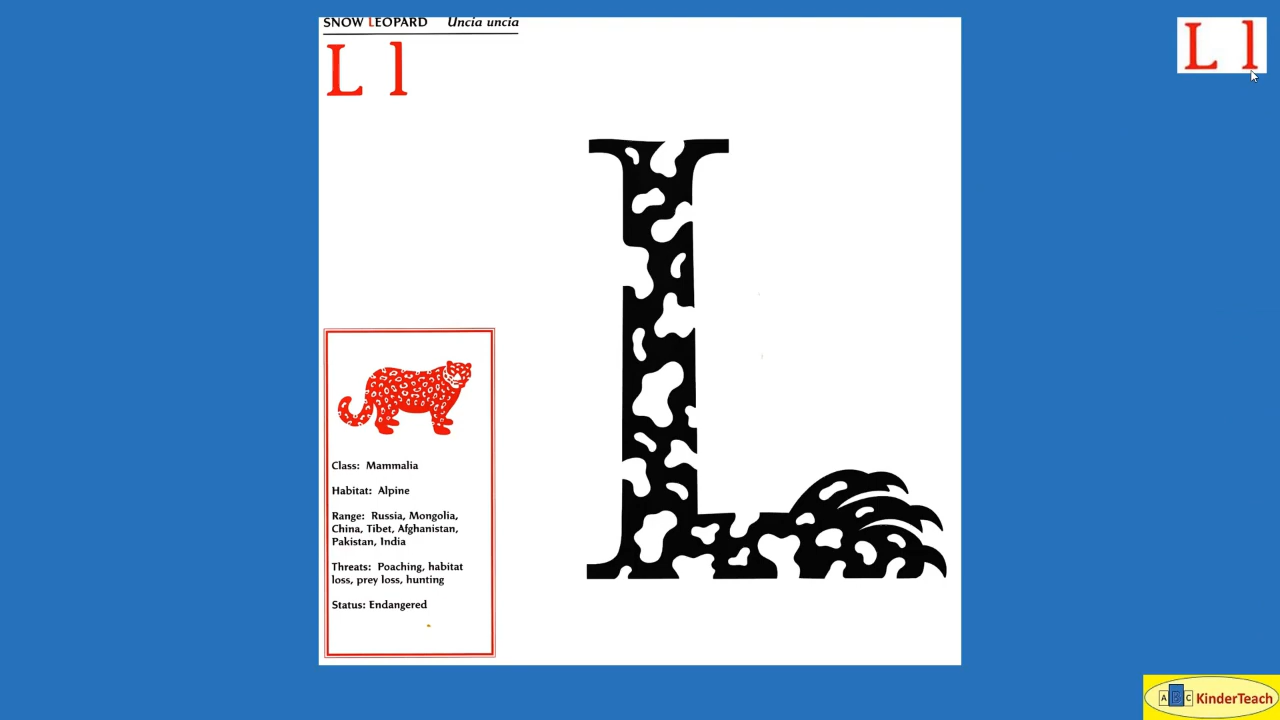 SNOW LEOPARD Uncia uncia
L l
L l
L
Class: Mammalia
Habitat: Alpine
Range: Russia, Mongolia,
China, Tibet, Afghanistan,
Pakistan, India
Threats: Poaching, habitat
loss, prey loss, hunting
Status: Endangered
ABC KinderTeach